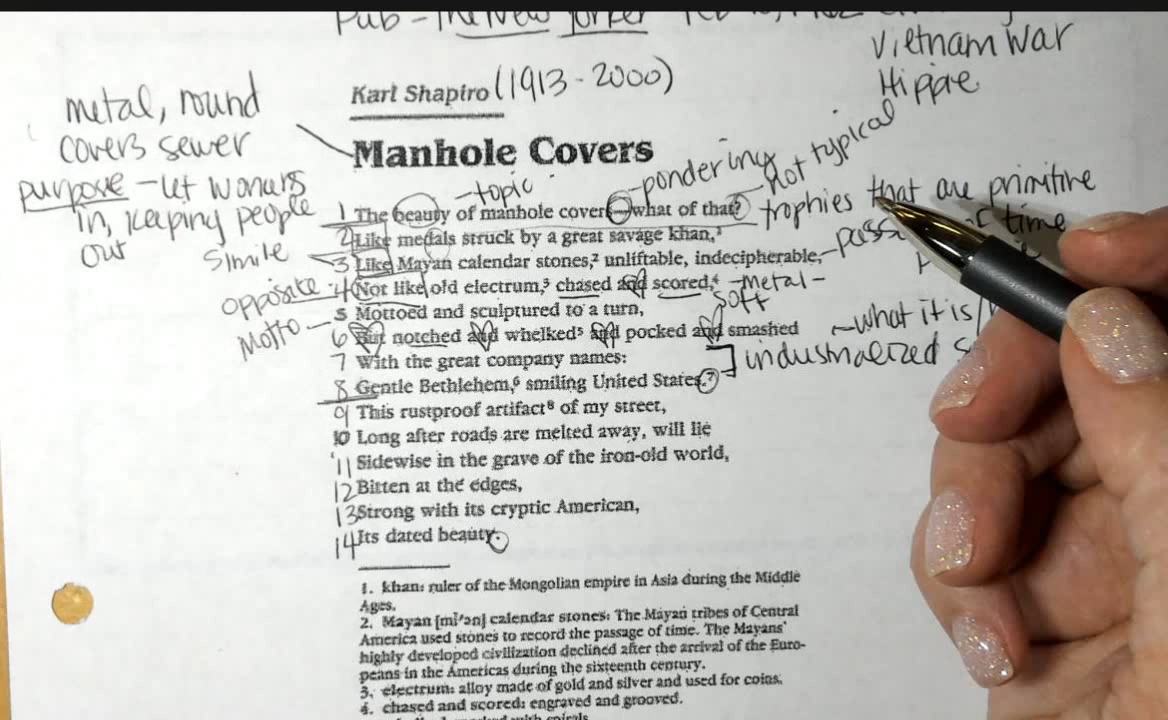 Pub - The New Yorker
Vietnam War
Hippie
Karl Shapiro (1913-2000)
metal, round
covers sewer
purpose - let workers
in, keeping people
out
Manhole Covers
- topic
- pondering
- not typical
trophies that are primitive
time
Simile
1 The beauty of manhole covers—what of that?
2 Like medals struck by a great savage khan,¹
3 Like Mayan calendar stones,² unliftable, indecipherable,
opposite
4 Not like old electrum,³ chased and scored,⁴ - metal -
soft
Motto
5 Mottoed and sculptured to a turn,
6 But notched and whelked⁵ and pocked and smashed
~what it is
7 With the great company names:
industrialized
8 Gentle Bethlehem,⁶ smiling United States.⁷
9 This rustproof artifact⁸ of my street,
10 Long after roads are melted away, will lie
11 Sidewise in the grave of the iron-old world,
12 Bitten at the edges,
13 Strong with its cryptic American,
14 Its dated beauty.
1. khan: ruler of the Mongolian empire in Asia during the Middle
Ages.
2. Mayan [mī'ən] calendar stones: The Mayan tribes of Central
America used stones to record the passage of time. The Mayans'
highly developed civilization declined after the arrival of the Euro-
peans in the Americas during the sixteenth century.
3. electrum: alloy made of gold and silver and used for coins.
4. chased and scored: engraved and grooved.
with spirals